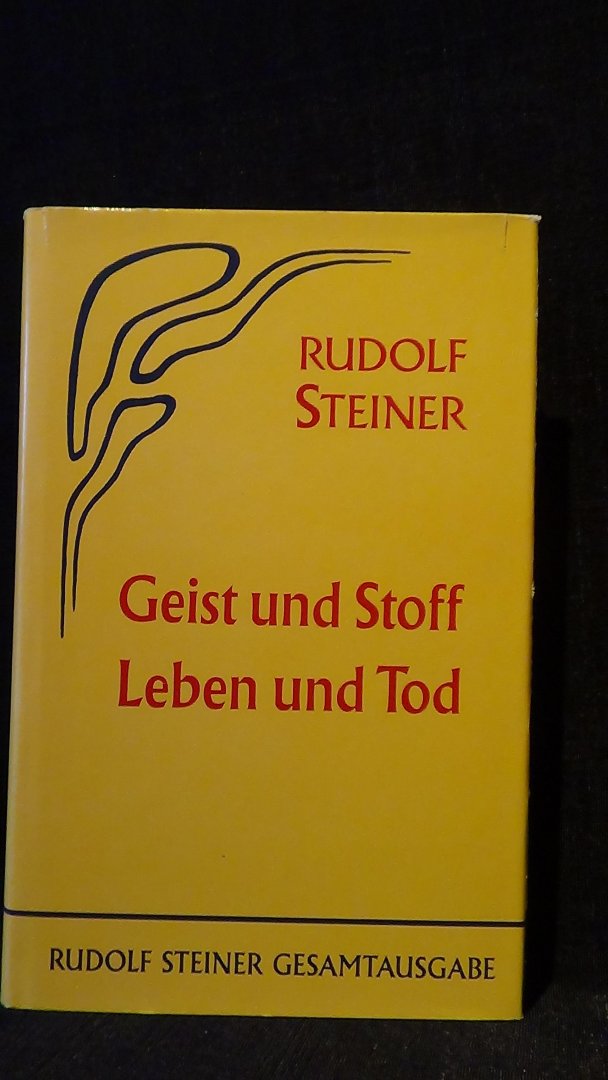 RUDOLF
STEINER
Geist und Stoff
Leben und Tod
RUDOLF STEINER GESAMTAUSGABE